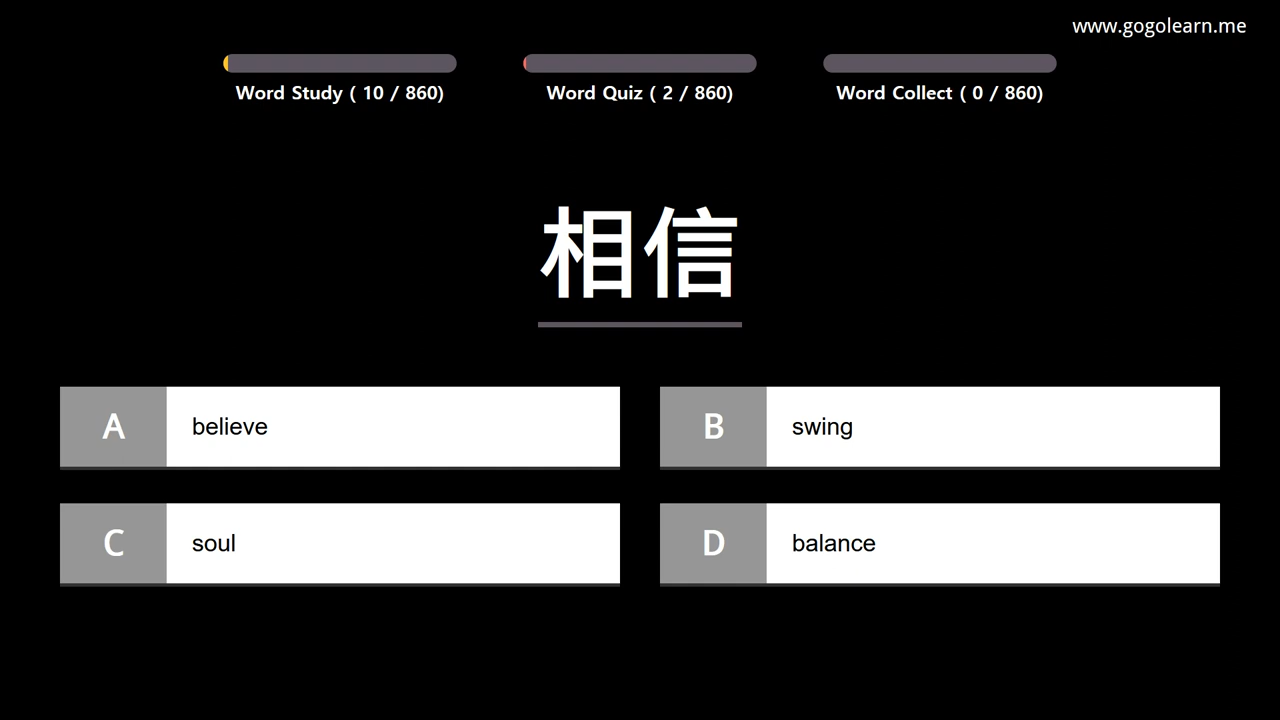 www.gogolearn.me
Word Study ( 10 / 860)
Word Quiz ( 2 / 860)
Word Collect ( 0 / 860)
相信
A believe
B swing
C soul
D balance